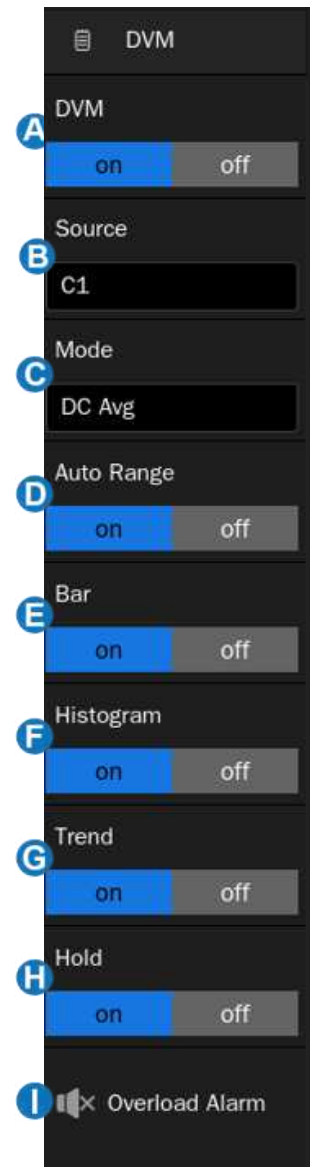 DVM
A
DVM
on off
B
Source
C1
C
Mode
DC Avg
D
Auto Range
on off
E
Bar
on off
F
Histogram
on off
G
Trend
on off
H
Hold
on off
I
Overload Alarm